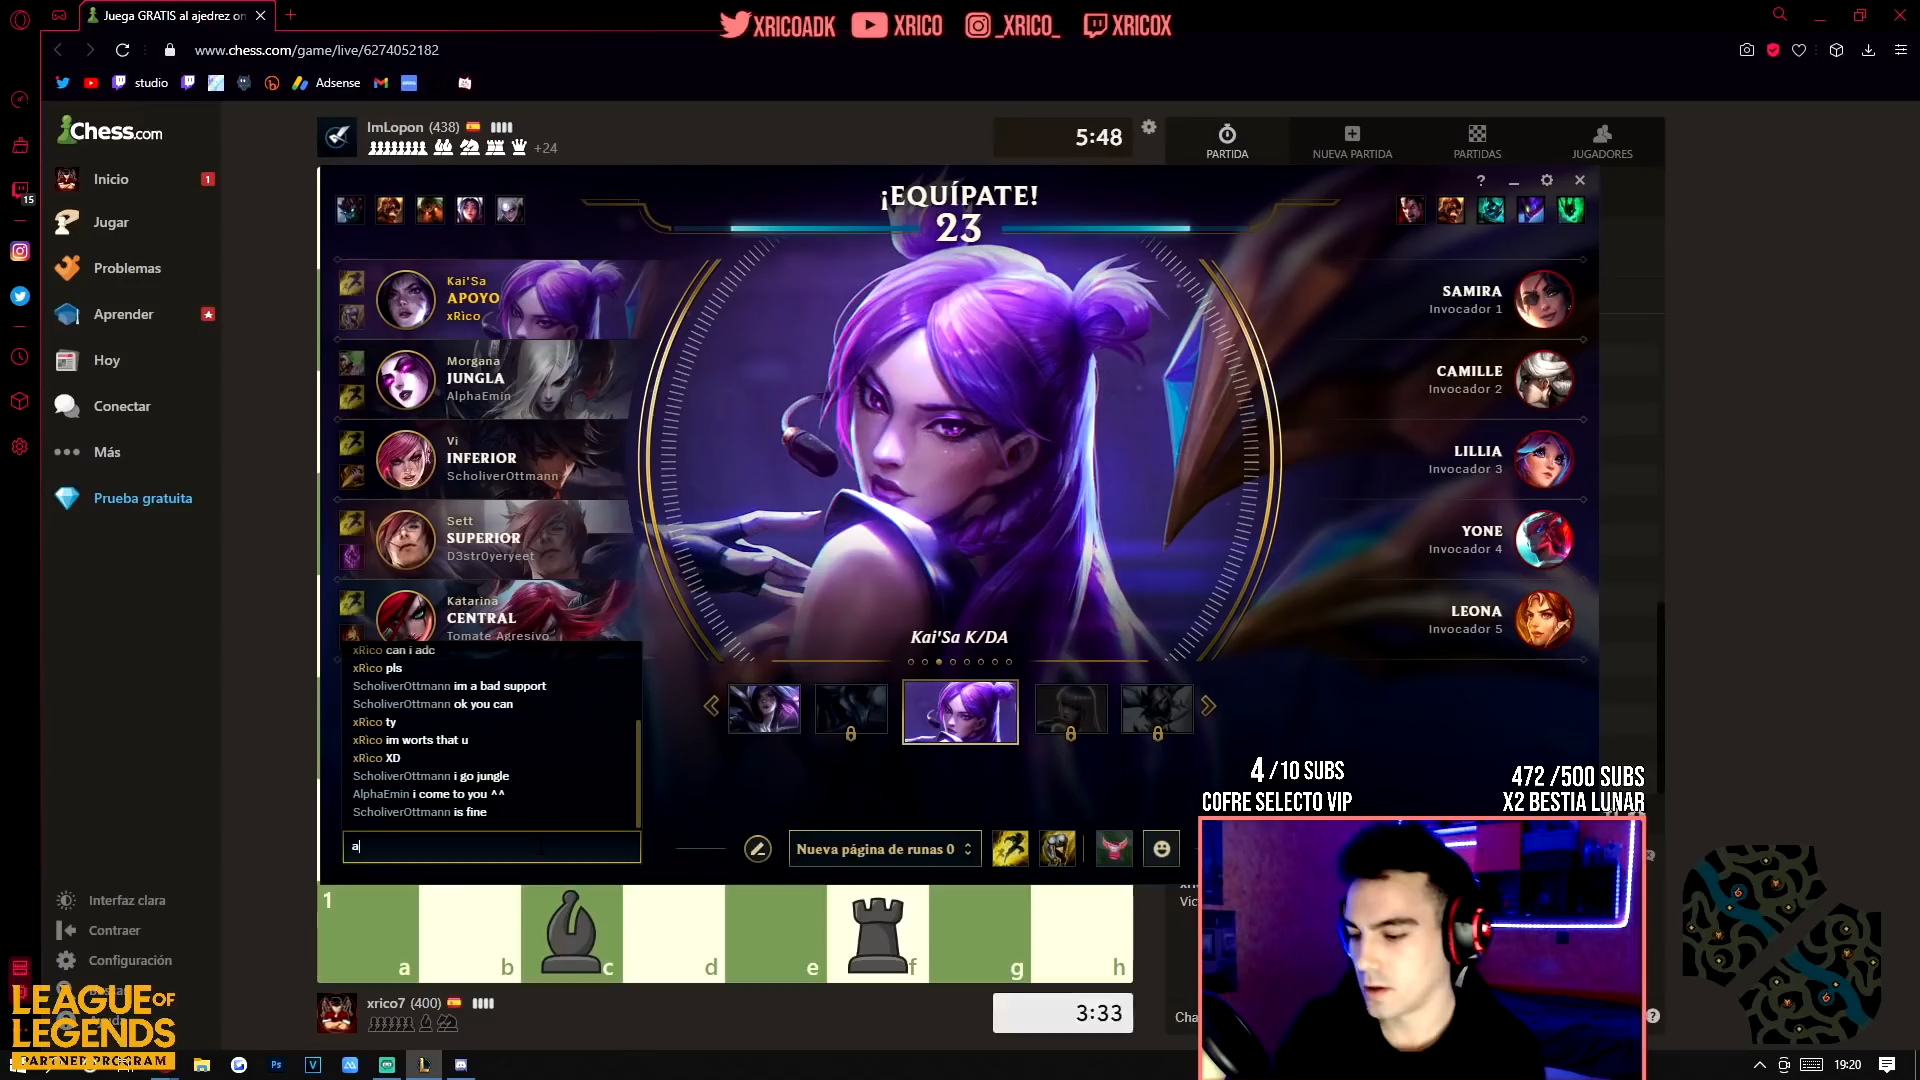 Juega GRATIS al ajedrez on
XRICOADK
XRICO
_XRICO_
XRICOX
www.chess.com/game/live/6274052182
studio
Adsense
Chess.com
Inicio
1
Jugar
Problemas
Aprender
Hoy
Conectar
Más
Prueba gratuita
15
ImLopon (438)
+24
5:48
PARTIDA
NUEVA PARTIDA
PARTIDAS
JUGADORES
¡EQUÍPATE!
23
Kai'Sa
APOYO
xRico
Morgana
JUNGLA
AlphaEmin
Vi
INFERIOR
ScholiverOttmann
Sett
SUPERIOR
D3str0yeryeet
Katarina
CENTRAL
Tomate Agresivo
SAMIRA
Invocador 1
CAMILLE
Invocador 2
LILLIA
Invocador 3
YONE
Invocador 4
LEONA
Invocador 5
Kai'Sa K/DA
xRico can i adc
xRico pls
ScholiverOttmann im a bad support
ScholiverOttmann ok you can
xRico ty
xRico im worts that u
xRico XD
ScholiverOttmann i go jungle
AlphaEmin i come to you ^^
ScholiverOttmann is fine
a
Nueva página de runas 0
4 /10 SUBS
COFRE SELECTO VIP
472 /500 SUBS
X2 BESTIA LUNAR
1
a b c d e f g h
xrico7 (400)
3:33
Vic
Cha
Interfaz clara
Contraer
Configuración
LEAGUE OF
LEGENDS
PARTNER PROGRAM
Ps
V
19:20